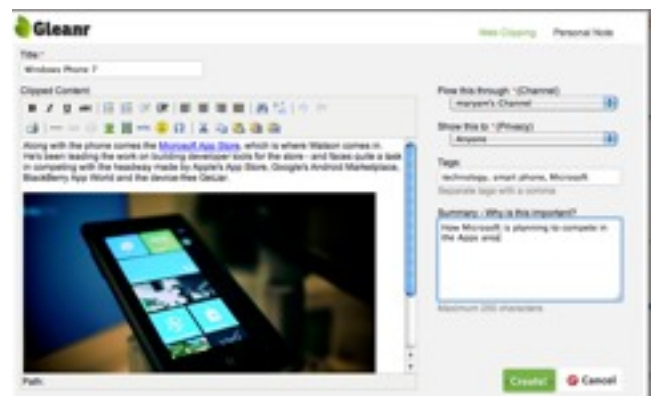 Gleanr
Web Clipping Personal Note
Title:*
Windows Phone 7
Clipped Content:
Along with the phone comes the Microsoft App Store, which is where Watson comes in.
He's been leading the work on building developer tools for the store - and faces quite a task
in competing with the headway made by Apple's App Store, Google's Android Marketplace,
BlackBerry App World and the device-free GetJar.
Path:
Flow this through *(Channel)
maryam's Channel
Show this to *(Privacy)
Anyone
Tags:
technology, smart phone, Microsoft
Separate tags with a comma
Summary - Why is this important?
How Microsoft is planning to compete in
the Apps area
Maximum 200 characters
Create!
Cancel